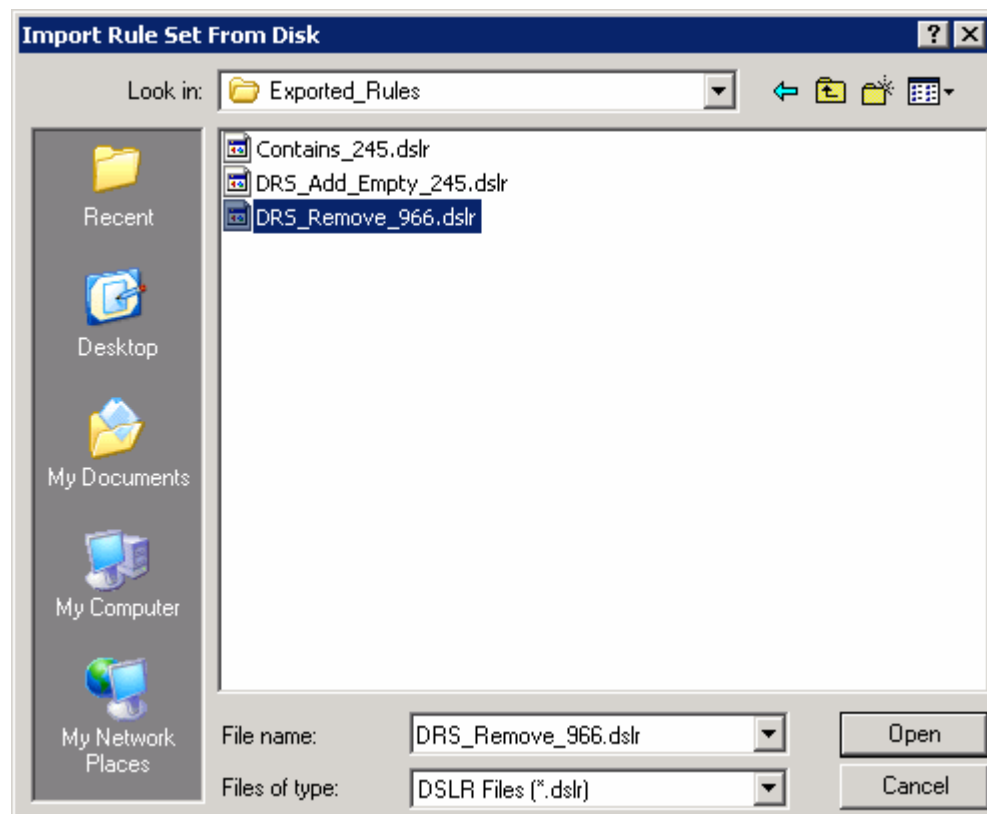 Import Rule Set From Disk
Look in: Exported_Rules
Contains_245.dslr
DRS_Add_Empty_245.dslr
DRS_Remove_966.dslr
Recent
Desktop
My Documents
My Computer
My Network
Places
File name: DRS_Remove_966.dslr Open
Files of type: DSLR Files (*.dslr) Cancel